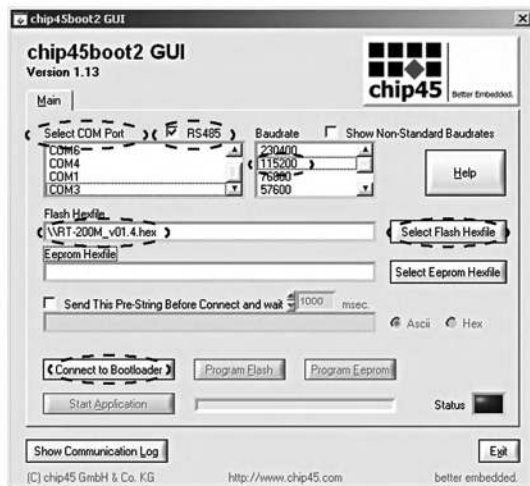 chip45boot2 GUI
chip45boot2 GUI
Version 1.13
chip45
Better Embedded.
Main
Select COM Port
RS485
Baudrate
Show Non-Standard Baudrates
COM6
COM4
COM1
COM3
230400
115200
76800
57600
Help
Flash Hexfile
\\RT-200M_v01.4.hex
Select Flash Hexfile
Eeprom Hexfile
Select Eeprom Hexfile
Send This Pre-String Before Connect and wait
1000
msec.
Ascii
Hex
Connect to Bootloader
Program Flash
Program Eeprom
Start Application
Status
Show Communication Log
Exit
(C) chip45 GmbH & Co. KG
http://www.chip45.com
better embedded.